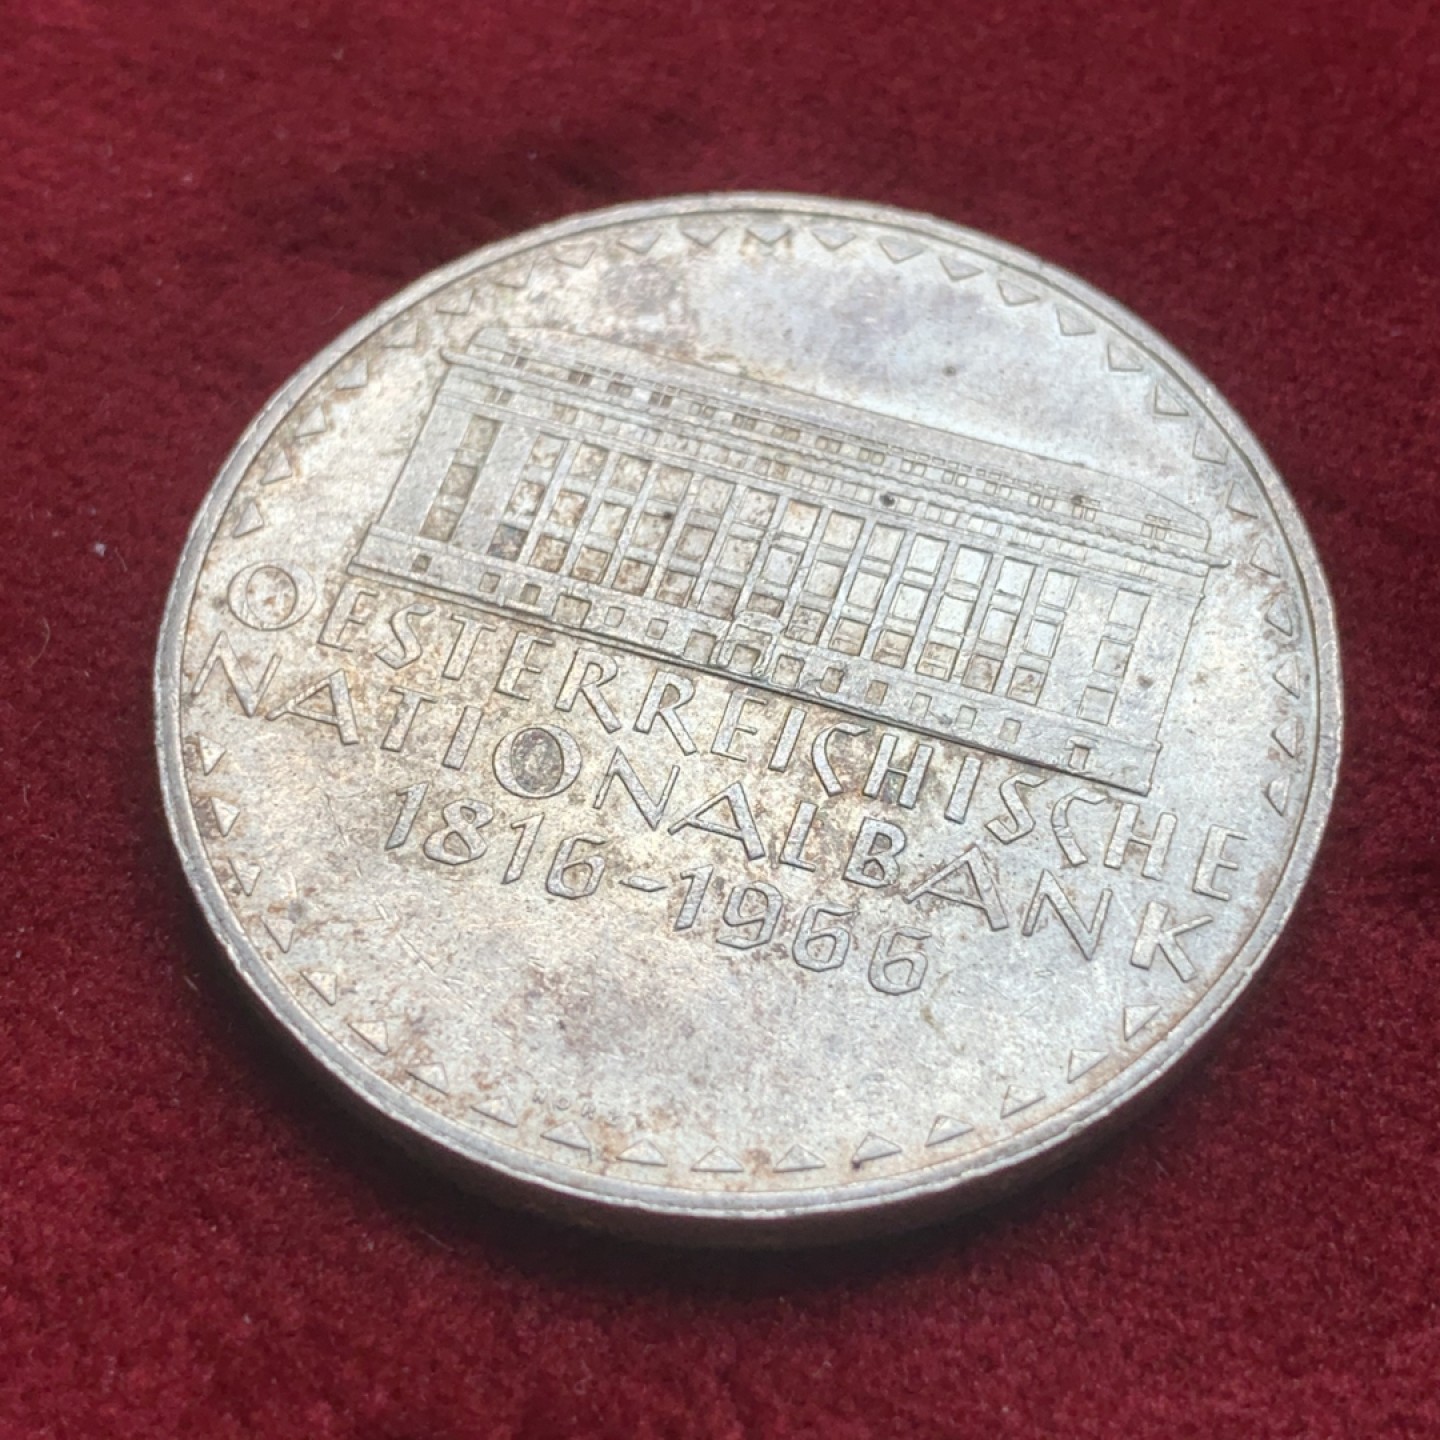 OESTERREICHISCHE
NATIONALBANK
1816-1966